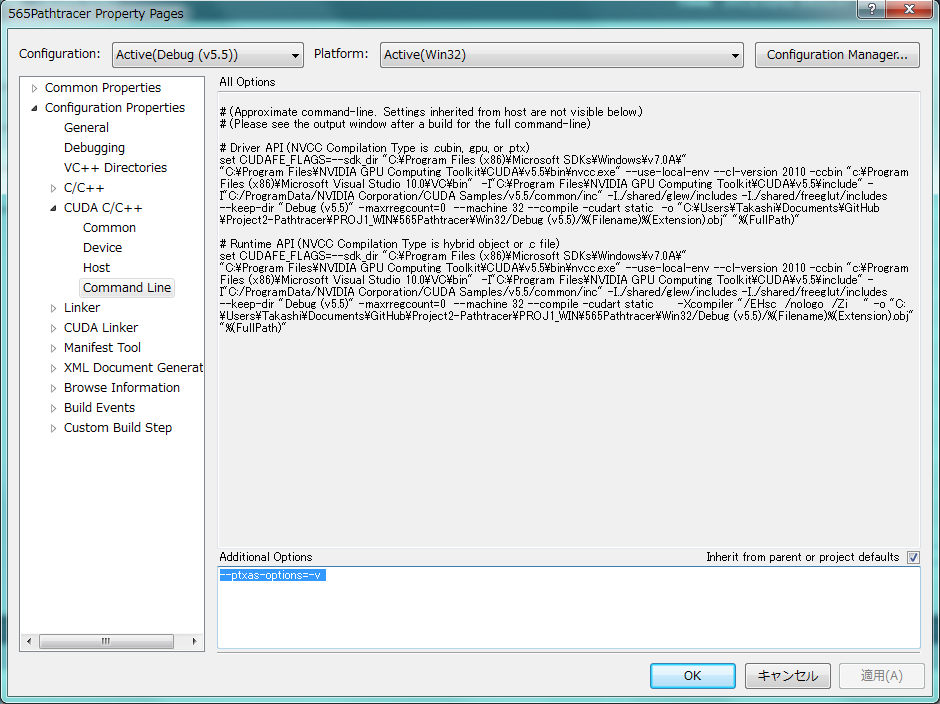 565Pathtracer Property Pages
Configuration: Active(Debug (v5.5)) Platform: Active(Win32) Configuration Manager...
Common Properties
Configuration Properties
General
Debugging
VC++ Directories
C/C++
CUDA C/C++
Common
Device
Host
Command Line
Linker
CUDA Linker
Manifest Tool
XML Document Generat
Browse Information
Build Events
Custom Build Step
All Options
# (Approximate command-line. Settings inherited from host are not visible below.)
# (Please see the output window after a build for the full command-line)
# Driver API (NVCC Compilation Type is .cubin, .gpu, or .ptx)
set CUDAFE_FLAGS=--sdk_dir "C:¥Program Files (x86)¥Microsoft SDKs¥Windows¥v7.0A¥"
"C:¥Program Files¥NVIDIA GPU Computing Toolkit¥CUDA¥v5.5¥bin¥nvcc.exe" --use-local-env --cl-version 2010 -ccbin "c:¥Program
Files (x86)¥Microsoft Visual Studio 10.0¥VC¥bin" -I"C:¥Program Files¥NVIDIA GPU Computing Toolkit¥CUDA¥v5.5¥include" -
I"C:/ProgramData/NVIDIA Corporation/CUDA Samples/v5.5/common/inc" -I./shared/glew/includes -I./shared/freeglut/includes
--keep-dir "Debug (v5.5)" -maxrregcount=0 --machine 32 --compile -cudart static -o "C:¥Users¥Takashi¥Documents¥GitHub
¥Project2-Pathtracer¥PROJ1_WIN¥565Pathtracer¥Win32/Debug (v5.5)/%(Filename)%(Extension).obj" "%(FullPath)"
# Runtime API (NVCC Compilation Type is hybrid object or .c file)
set CUDAFE_FLAGS=--sdk_dir "C:¥Program Files (x86)¥Microsoft SDKs¥Windows¥v7.0A¥"
"C:¥Program Files¥NVIDIA GPU Computing Toolkit¥CUDA¥v5.5¥bin¥nvcc.exe" --use-local-env --cl-version 2010 -ccbin "c:¥Program
Files (x86)¥Microsoft Visual Studio 10.0¥VC¥bin" -I"C:¥Program Files¥NVIDIA GPU Computing Toolkit¥CUDA¥v5.5¥include" -
I"C:/ProgramData/NVIDIA Corporation/CUDA Samples/v5.5/common/inc" -I./shared/glew/includes -I./shared/freeglut/includes
--keep-dir "Debug (v5.5)" -maxrregcount=0 --machine 32 --compile -cudart static -Xcompiler "/EHsc /nologo /Zi " -o "C:
¥Users¥Takashi¥Documents¥GitHub¥Project2-Pathtracer¥PROJ1_WIN¥565Pathtracer¥Win32/Debug (v5.5)/%(Filename)%(Extension).obj"
"%(FullPath)"
Additional Options Inherit from parent or project defaults
--ptxas-options=-v
OK キャンセル 適用(A)